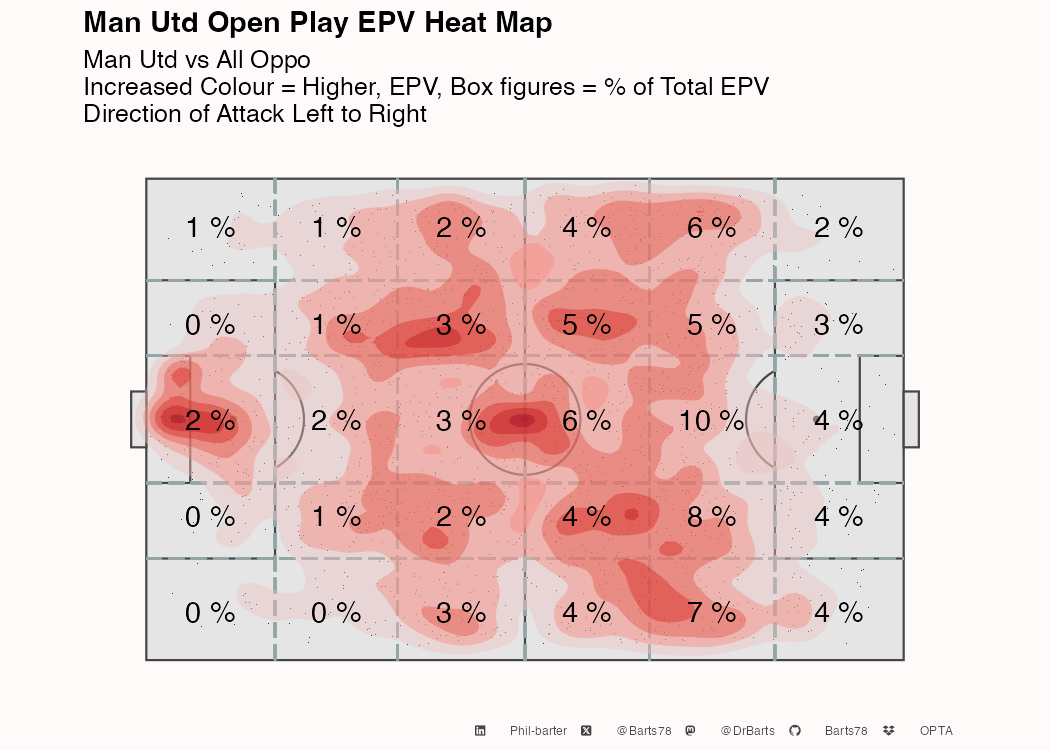 Man Utd Open Play EPV Heat Map
Man Utd vs All Oppo
Increased Colour = Higher, EPV, Box figures = % of Total EPV
Direction of Attack Left to Right
1 % 1 % 2 % 4 % 6 % 2 %
0 % 1 % 3 % 5 % 5 % 3 %
2 % 2 % 3 % 6 % 10 % 4 %
0 % 1 % 2 % 4 % 8 % 4 %
0 % 0 % 3 % 4 % 7 % 4 %
Phil-barter @Barts78 @DrBarts Barts78 OPTA